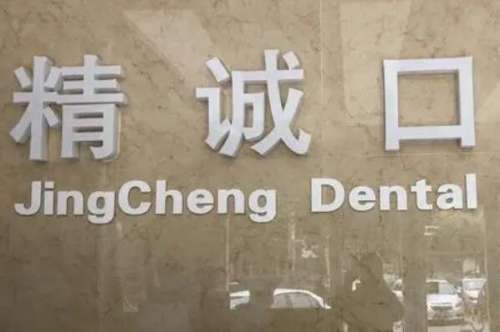 精诚口
JingCheng Dental